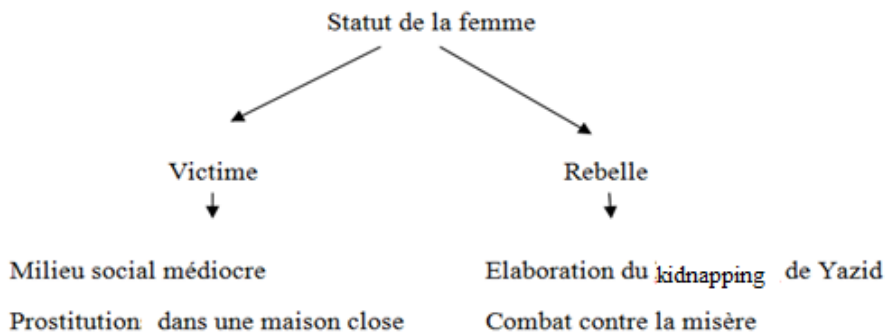 Statut de la femme
Victime
Rebelle
Milieu social médiocre
Elaboration du kidnapping de Yazid
Prostitution dans une maison close
Combat contre la misère